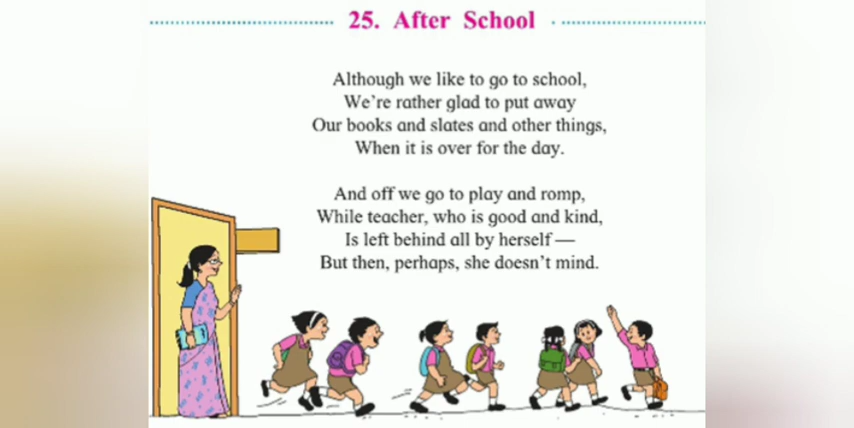 25. After School
Although we like to go to school,
We're rather glad to put away
Our books and slates and other things,
When it is over for the day.
And off we go to play and romp,
While teacher, who is good and kind,
Is left behind all by herself —
But then, perhaps, she doesn't mind.